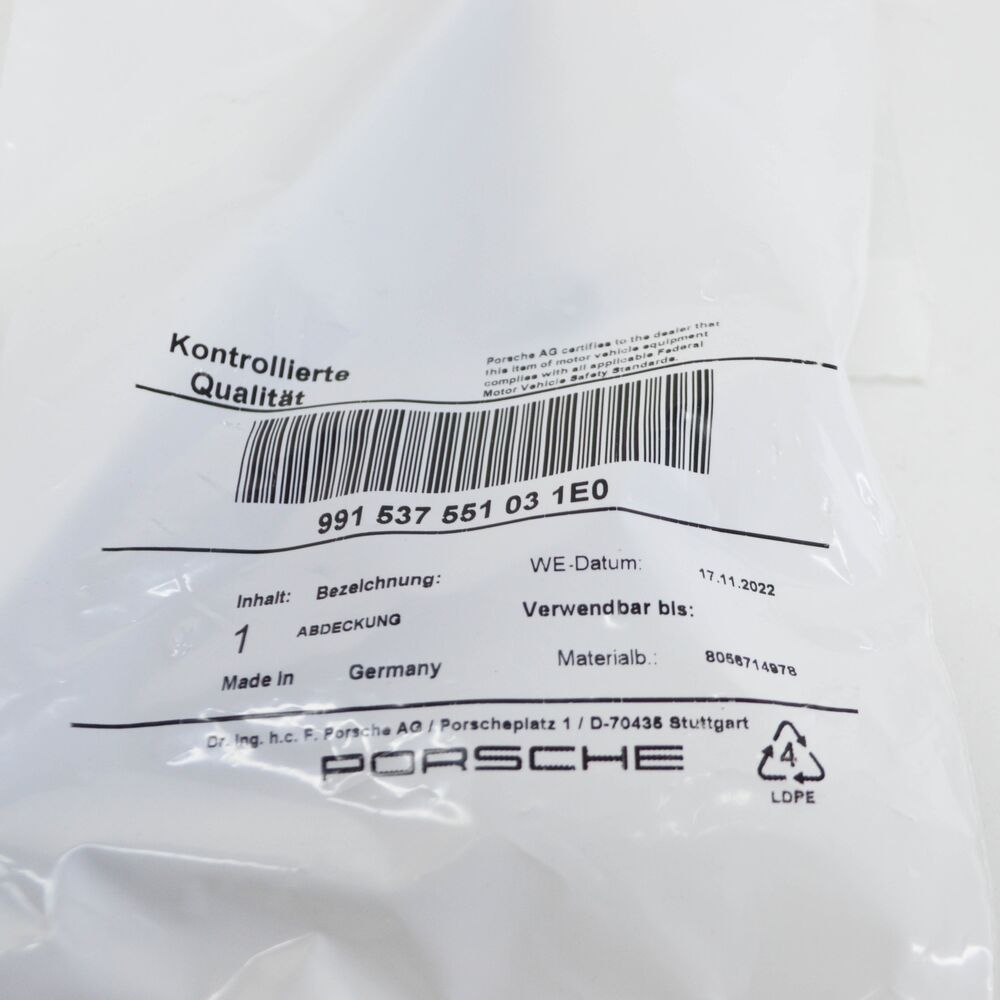 Kontrollierte
Qualität
Porsche AG certifies to the dealer that
this item of motor vehicle equipment
complies with all applicable Federal
Motor Vehicle Safety Standards.
991 537 551 03 1E0
Inhalt: Bezeichnung:
1 ABDECKUNG
Made in Germany
WE-Datum: 17.11.2022
Verwendbar bis:
Materialb.: 8056714978
Dr. Ing. h.c. F. Porsche AG / Porscheplatz 1 / D-70435 Stuttgart
PORSCHE
4
LDPE